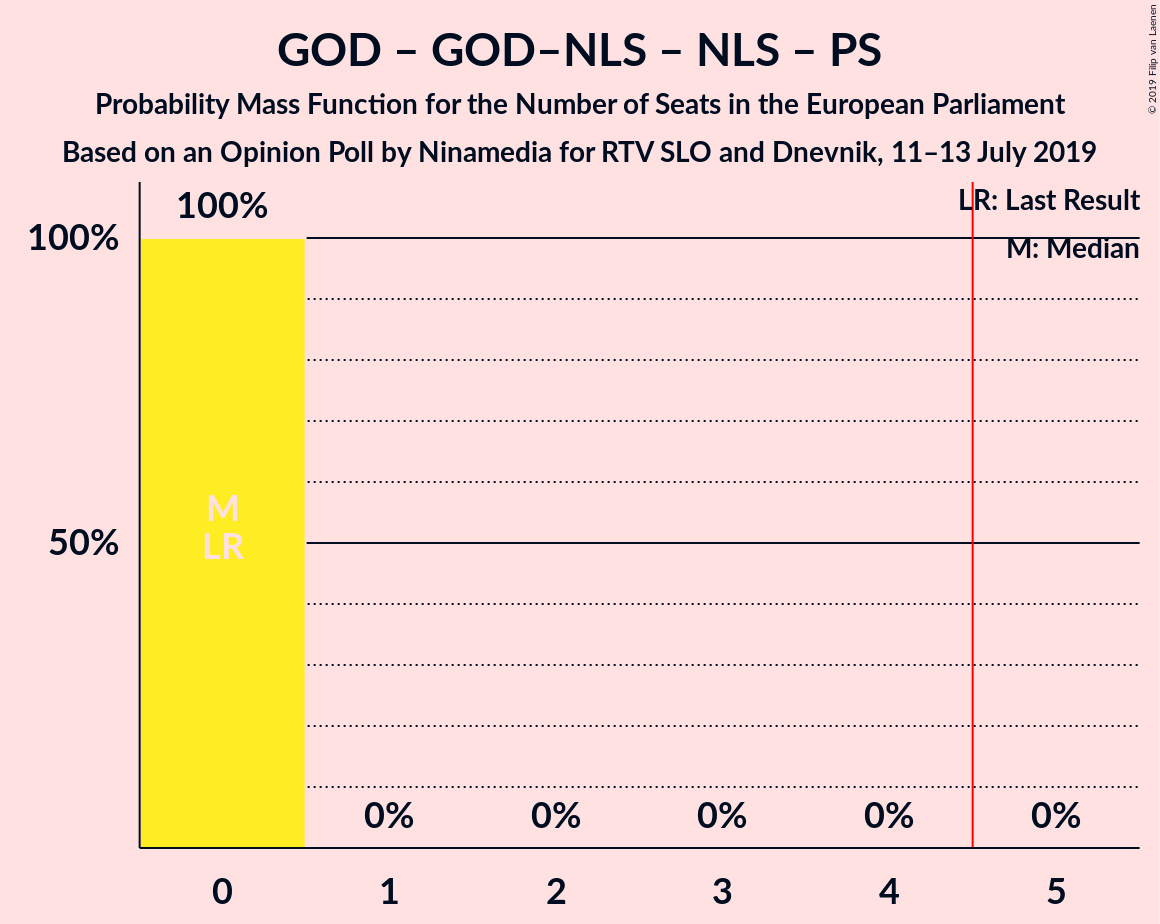 GOD – GOD–NLS – NLS – PS
Probability Mass Function for the Number of Seats in the European Parliament
Based on an Opinion Poll by Ninamedia for RTV SLO and Dnevnik, 11–13 July 2019
© 2019 Filip van Laenen
LR: Last Result
M: Median
100%
100%
50%
M
LR
0% 0% 0% 0% 0%
0 1 2 3 4 5